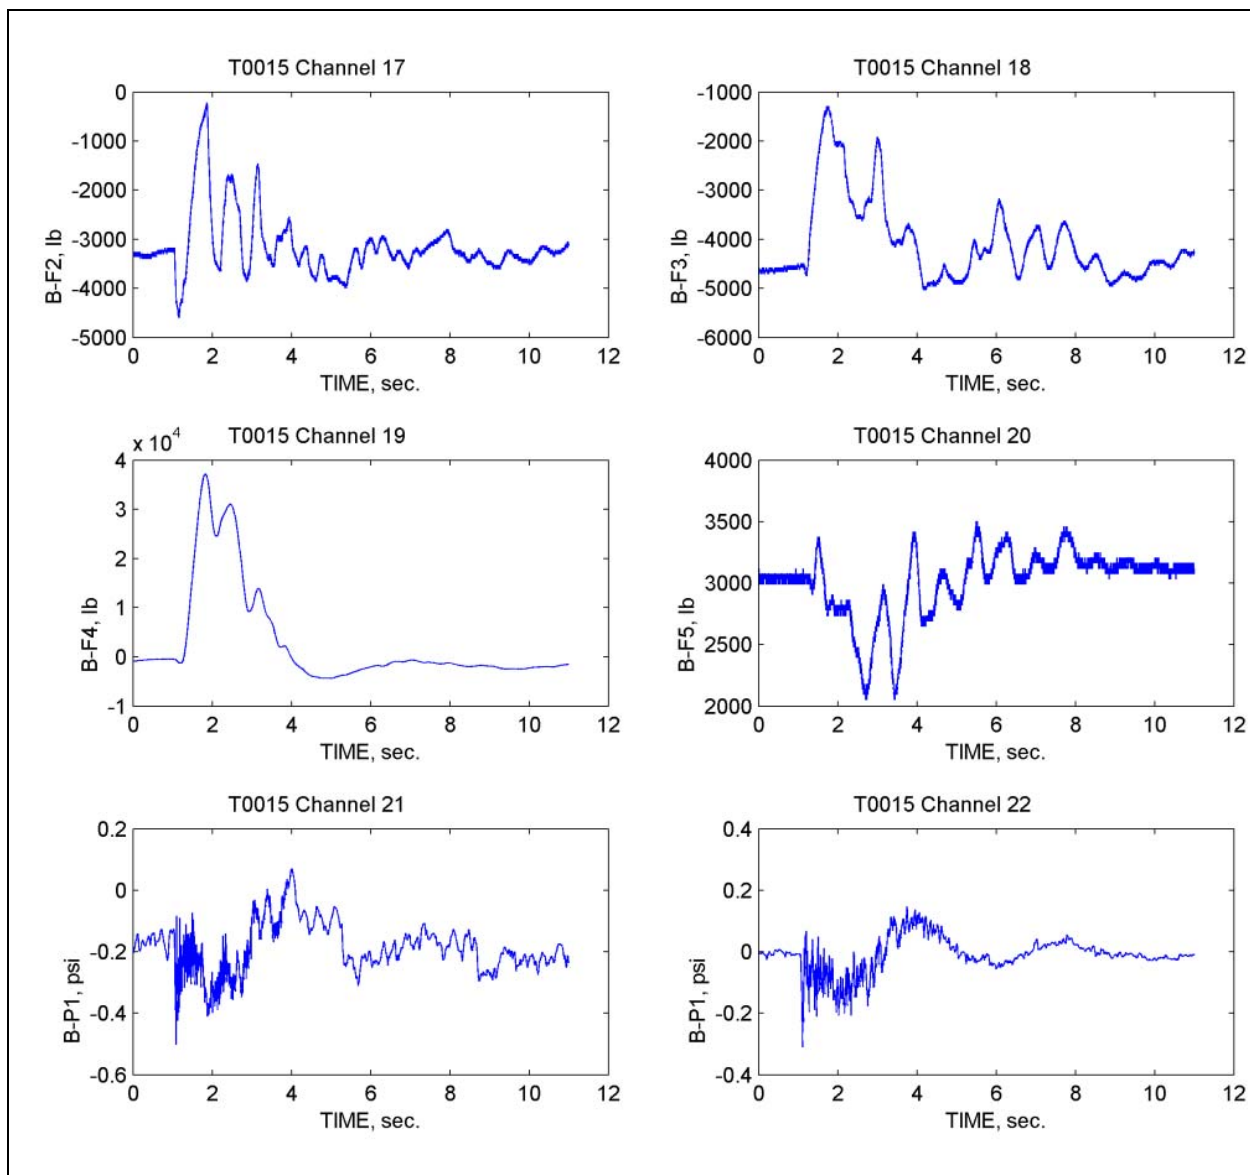 T0015 Channel 17
0
-1000
-2000
-3000
-4000
-5000
B-F2, lb
0 2 4 6 8 10 12
TIME, sec.
T0015 Channel 18
-1000
-2000
-3000
-4000
-5000
-6000
B-F3, lb
0 2 4 6 8 10 12
TIME, sec.
T0015 Channel 19
x 10^4
4
3
2
1
0
-1
B-F4, lb
0 2 4 6 8 10 12
TIME, sec.
T0015 Channel 20
4000
3500
3000
2500
2000
B-F5, lb
0 2 4 6 8 10 12
TIME, sec.
T0015 Channel 21
0.2
0
-0.2
-0.4
-0.6
B-P1, psi
0 2 4 6 8 10 12
TIME, sec.
T0015 Channel 22
0.4
0.2
0
-0.2
-0.4
B-P1, psi
0 2 4 6 8 10 12
TIME, sec.